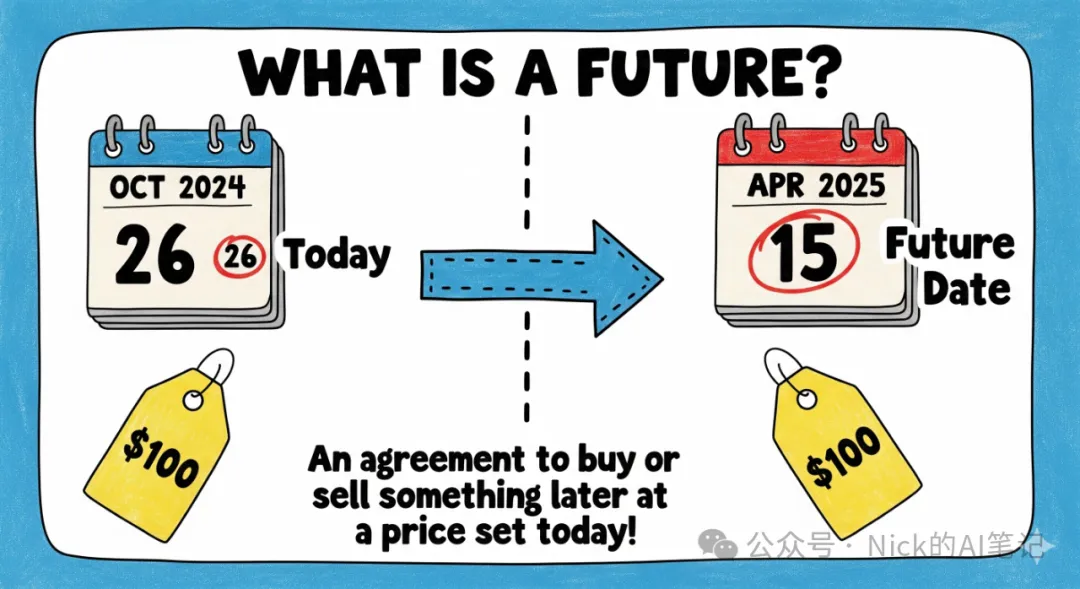 WHAT IS A FUTURE?
OCT 2024
26
26
Today
APR 2025
15
Future
Date
$100
$100
An agreement to buy or
sell something later at
a price set today!
公众号 · Nick的AI笔记